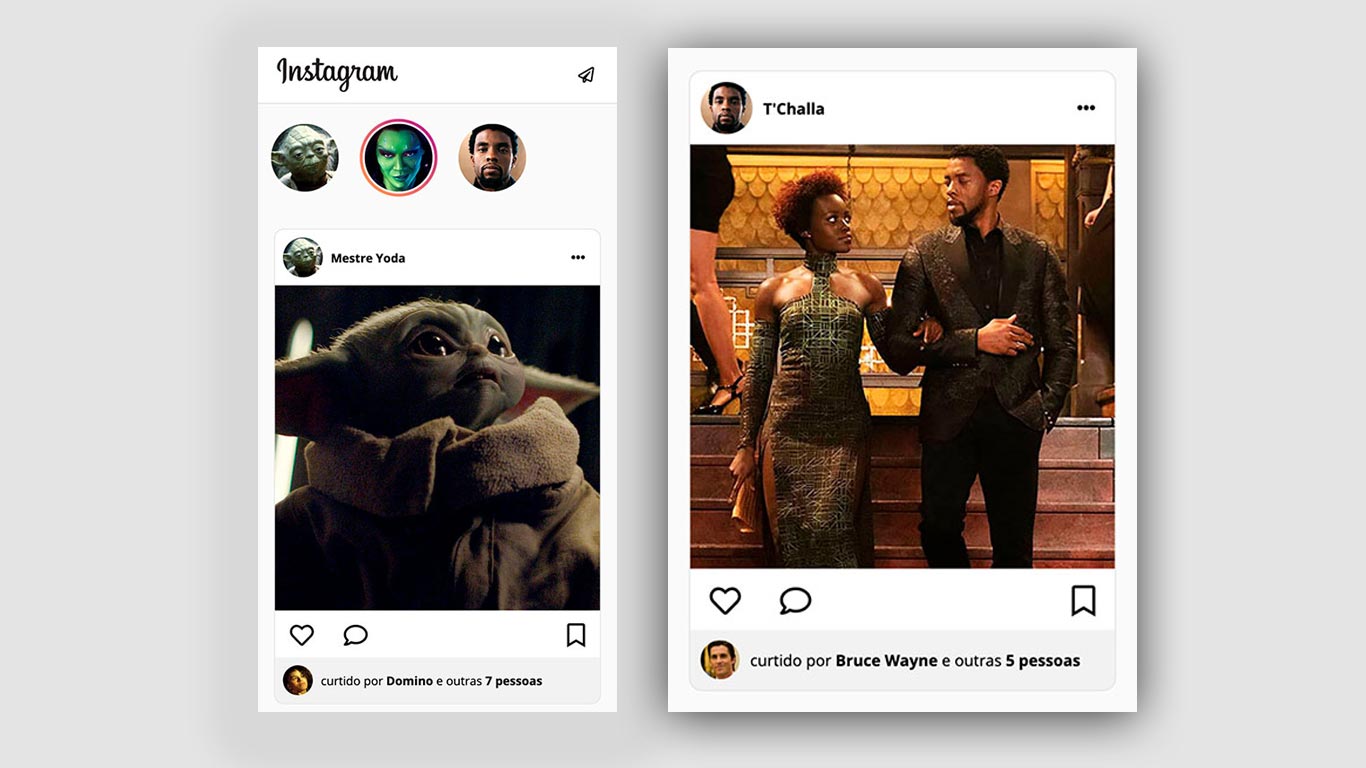 Instagram
Mestre Yoda
curtido por Domino e outras 7 pessoas
T'Challa
curtido por Bruce Wayne e outras 5 pessoas